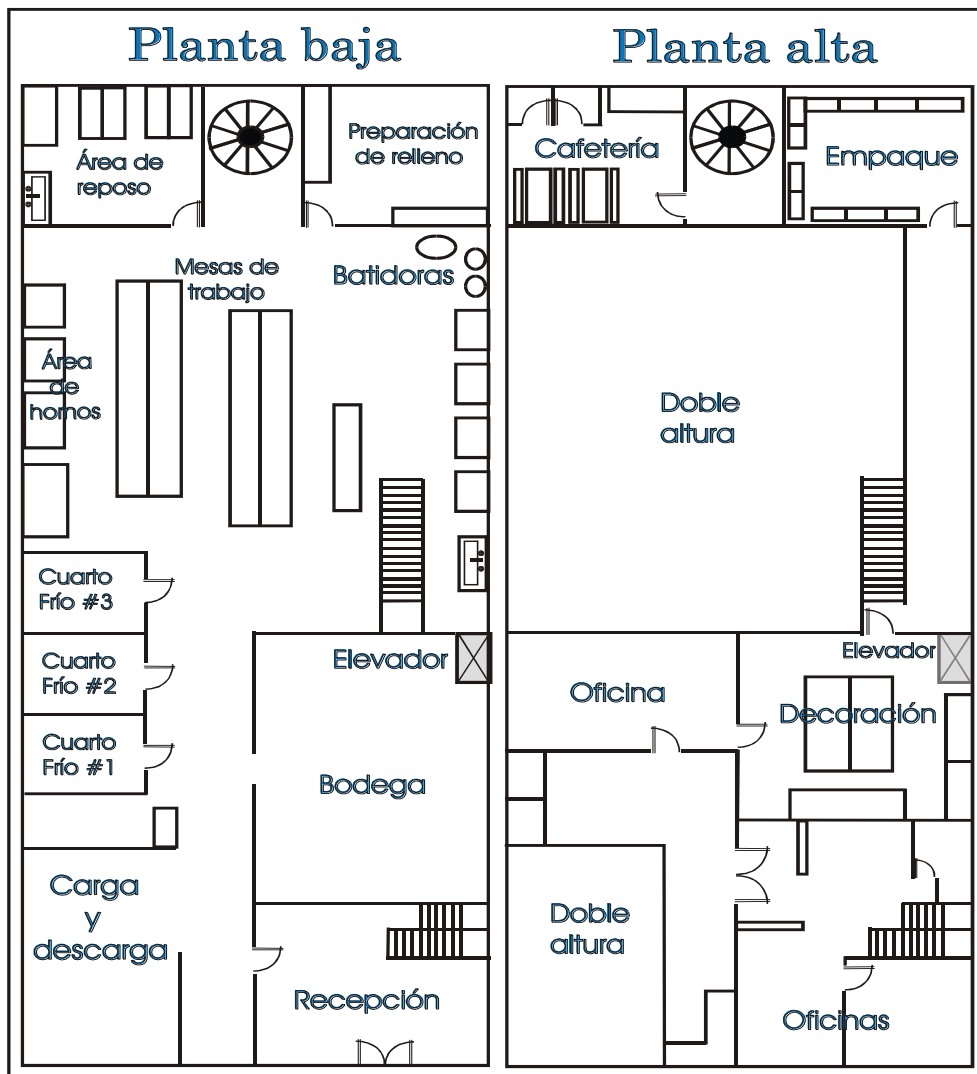 Planta baja
Área de
reposo
Preparación
de relleno
Mesas de
trabajo
Batidoras
Área
de
hornos
Cuarto
Frío #3
Cuarto
Frío #2
Cuarto
Frío #1
Elevador
Bodega
Carga
y
descarga
Recepción
Planta alta
Cafetería
Empaque
Doble
altura
Elevador
Oficina
Decoración
Doble
altura
Oficinas